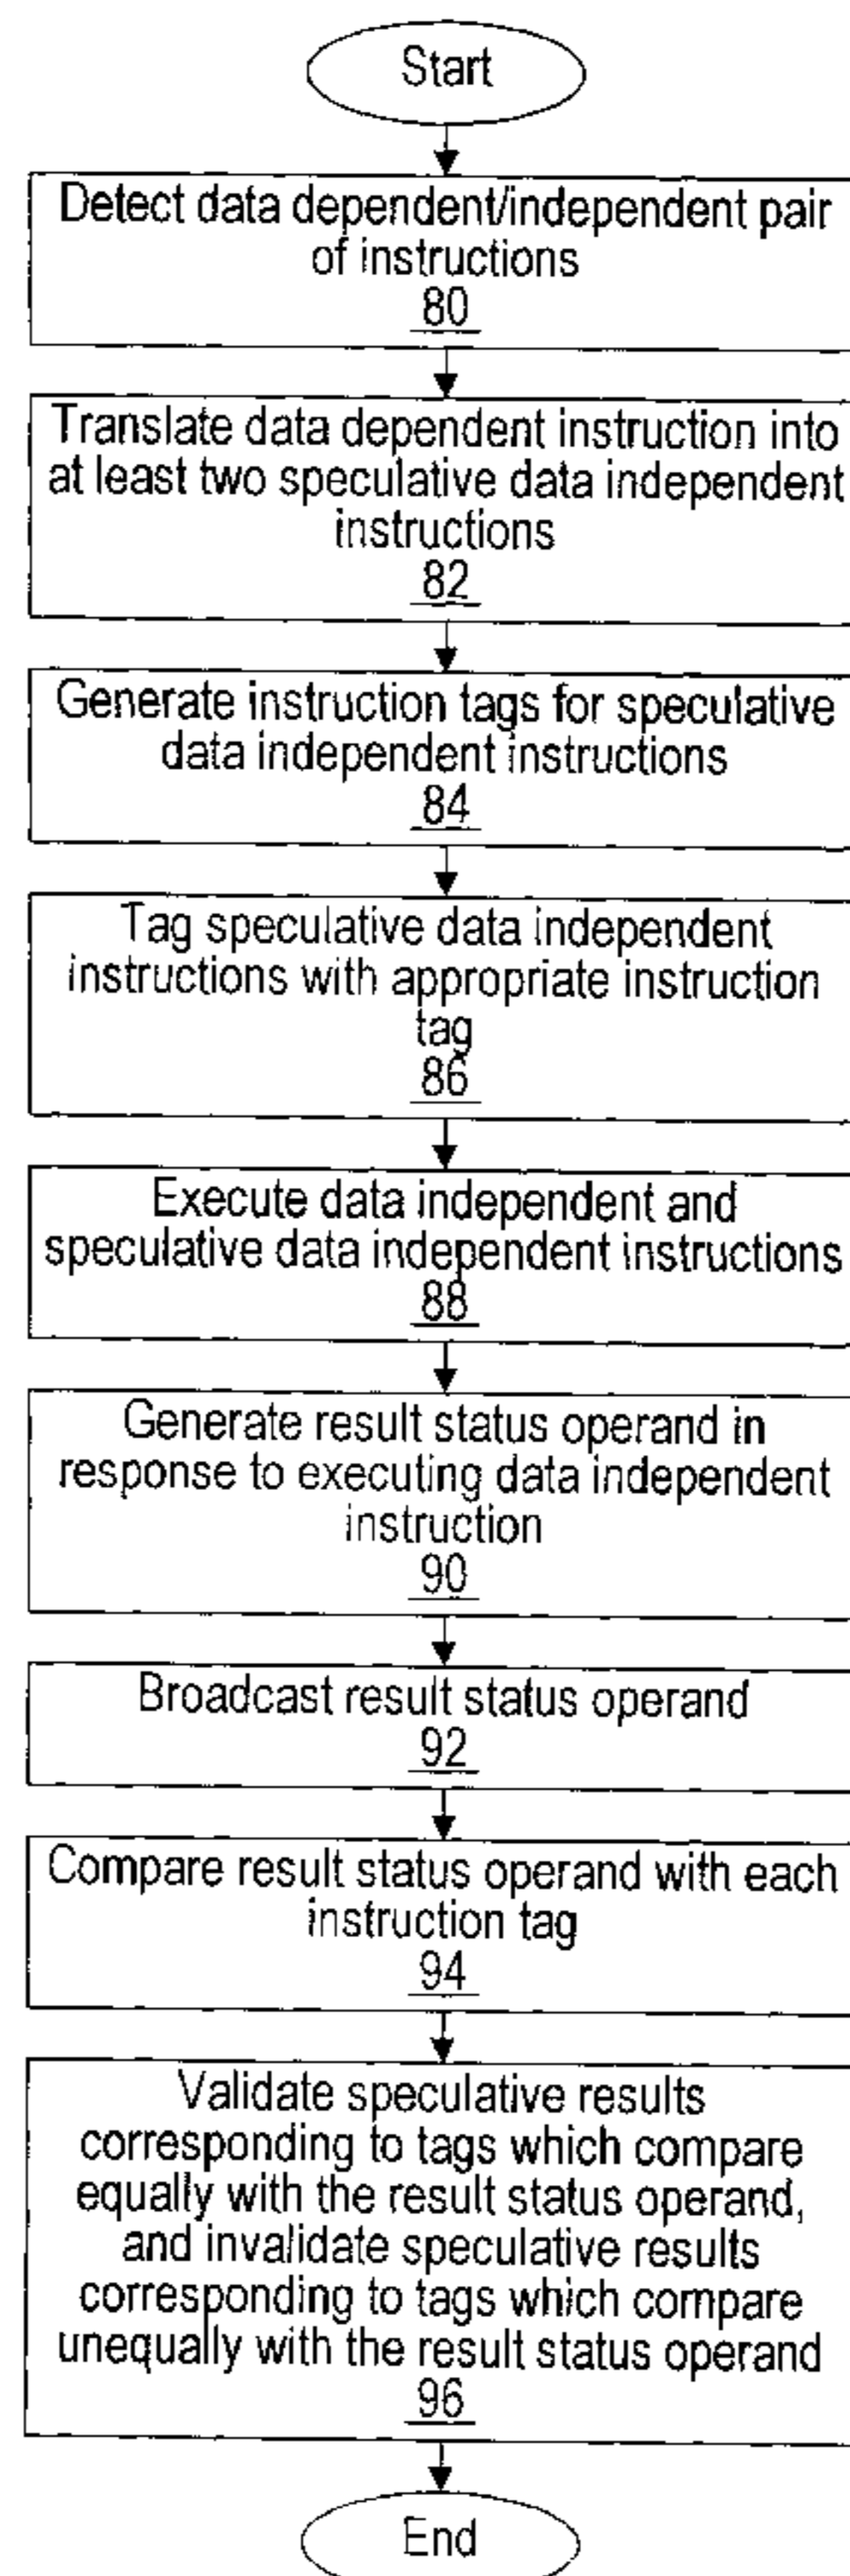 Start
Detect data dependent/independent pair
of instructions
80
Translate data dependent instruction into
at least two speculative data independent
instructions
82
Generate instruction tags for speculative
data independent instructions
84
Tag speculative data independent
instructions with appropriate instruction
tag
86
Execute data independent and
speculative data independent instructions
88
Generate result status operand in
response to executing data independent
instruction
90
Broadcast result status operand
92
Compare result status operand with each
instruction tag
94
Validate speculative results
corresponding to tags which compare
equally with the result status operand,
and invalidate speculative results
corresponding to tags which compare
unequally with the result status operand
96
End